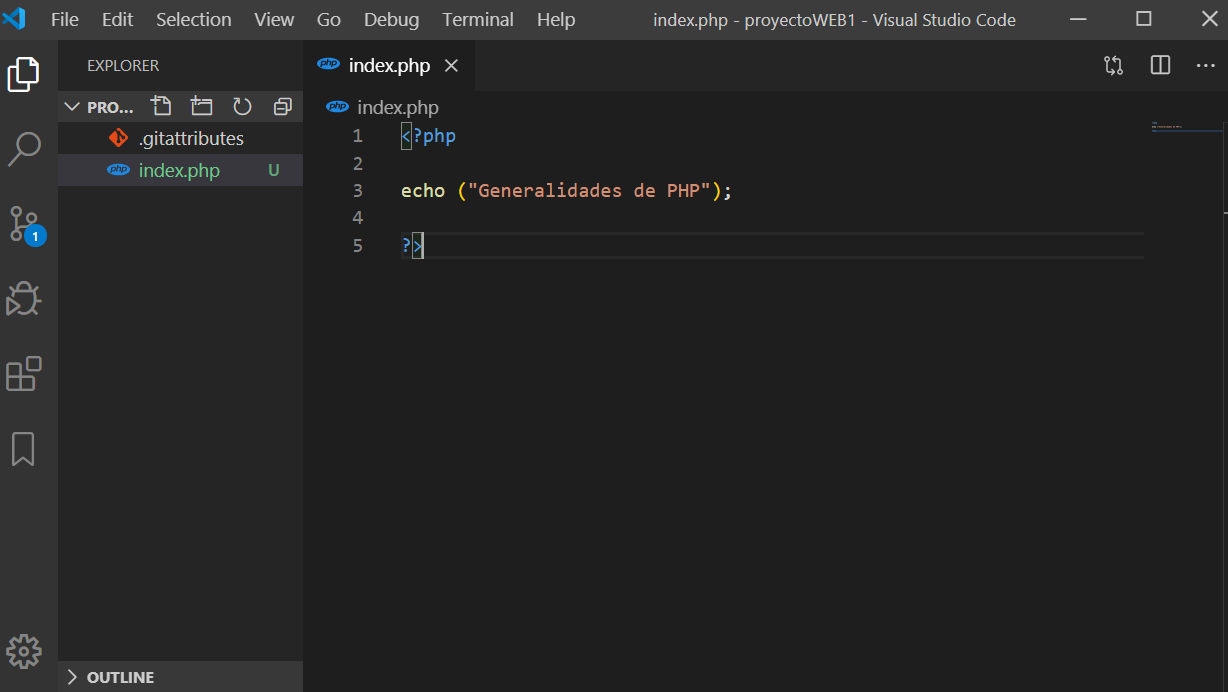 File Edit Selection View Go Debug Terminal Help index.php - proyectoWEB1 - Visual Studio Code
EXPLORER
PRO...
.gitattributes
index.php U
1
index.php
index.php
1 <?php
2
3 echo ("Generalidades de PHP");
4
5 ?>
OUTLINE